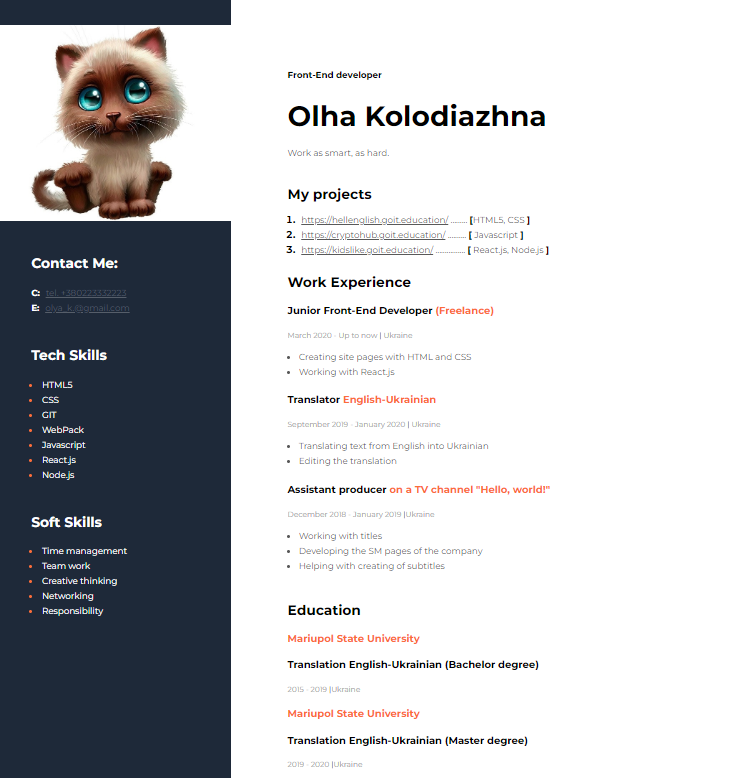 Contact Me:
C: tel. +380223332223
E: olya_k.@gmail.com
Tech Skills
HTML5
CSS
GIT
WebPack
Javascript
React.js
Node.js
Soft Skills
Time management
Team work
Creative thinking
Networking
Responsibility
Front-End developer
Olha Kolodiazhna
Work as smart, as hard.
My projects
1. https://hellenglish.goit.education/ ........ [HTML5, CSS ]
2. https://cryptohub.goit.education/ ......... [ Javascript ]
3. https://kidslike.goit.education/ .............. [ React.js, Node.js ]
Work Experience
Junior Front-End Developer (Freelance)
March 2020 - Up to now | Ukraine
Creating site pages with HTML and CSS
Working with React.js
Translator English-Ukrainian
September 2019 - January 2020 | Ukraine
Translating text from English into Ukrainian
Editing the translation
Assistant producer on a TV channel "Hello, world!"
December 2018 - January 2019 |Ukraine
Working with titles
Developing the SM pages of the company
Helping with creating of subtitles
Education
Mariupol State University
Translation English-Ukrainian (Bachelor degree)
2015 - 2019 |Ukraine
Mariupol State University
Translation English-Ukrainian (Master degree)
2019 - 2020 |Ukraine